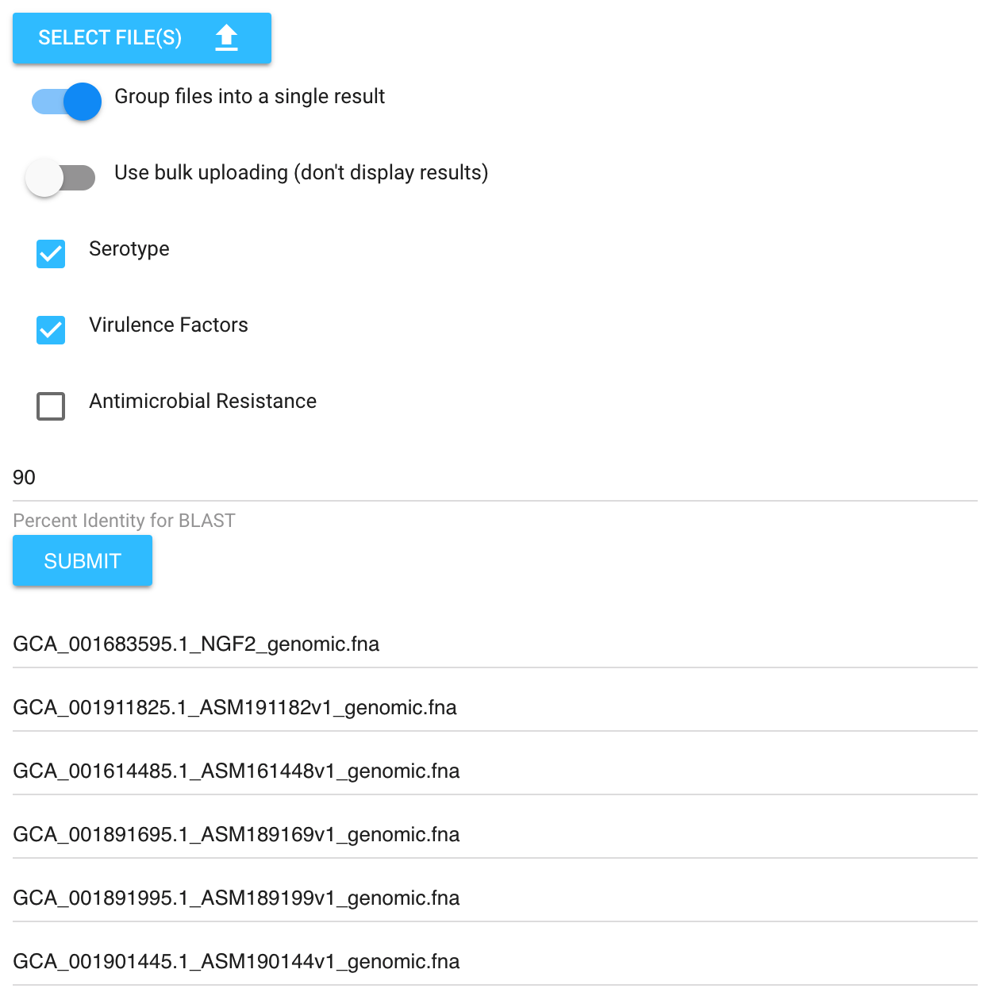 SELECT FILE(S)
Group files into a single result
Use bulk uploading (don't display results)
Serotype
Virulence Factors
Antimicrobial Resistance
90
Percent Identity for BLAST
SUBMIT
GCA_001683595.1_NGF2_genomic.fna
GCA_001911825.1_ASM191182v1_genomic.fna
GCA_001614485.1_ASM161448v1_genomic.fna
GCA_001891695.1_ASM189169v1_genomic.fna
GCA_001891995.1_ASM189199v1_genomic.fna
GCA_001901445.1_ASM190144v1_genomic.fna